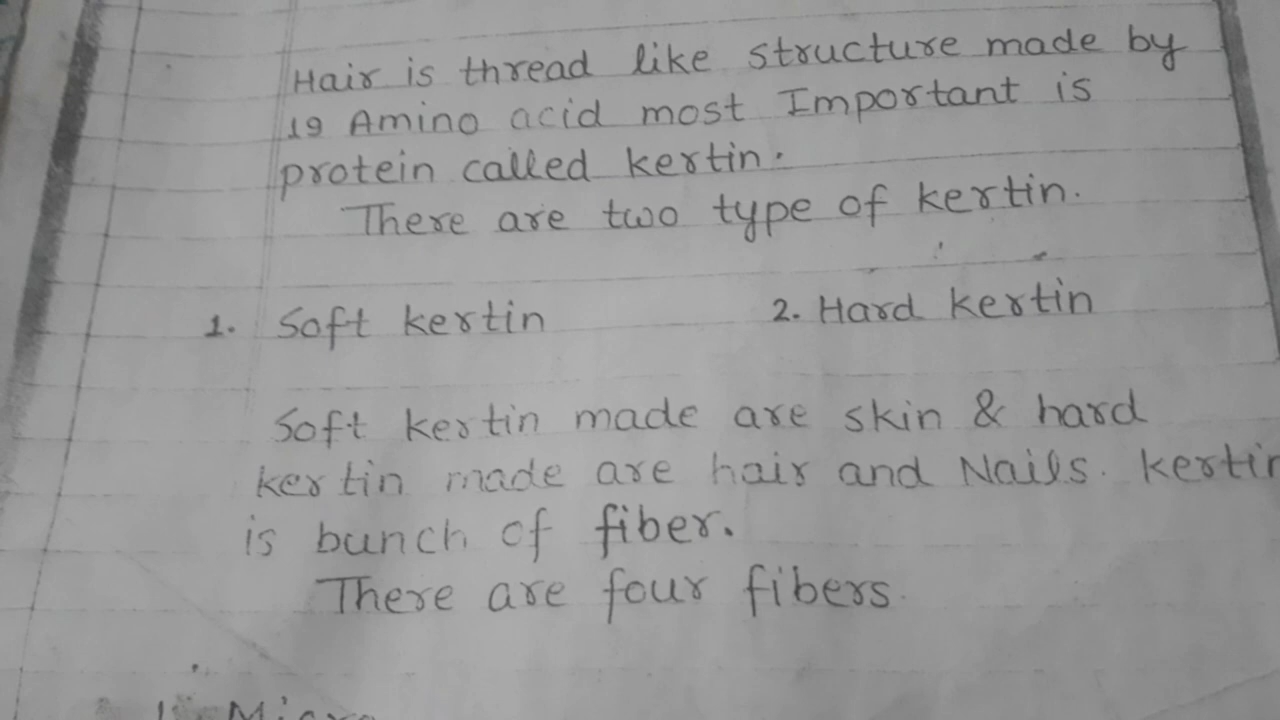 Hair is thread like structure made by
19 Amino acid most Important is
protein called kertin.
There are two type of kertin.
1. Soft kertin 2. Hard kertin
Soft kertin made are skin & hard
kertin made are hair and Nails. kertin
is bunch of fiber.
There are four fibers.
1. Micro